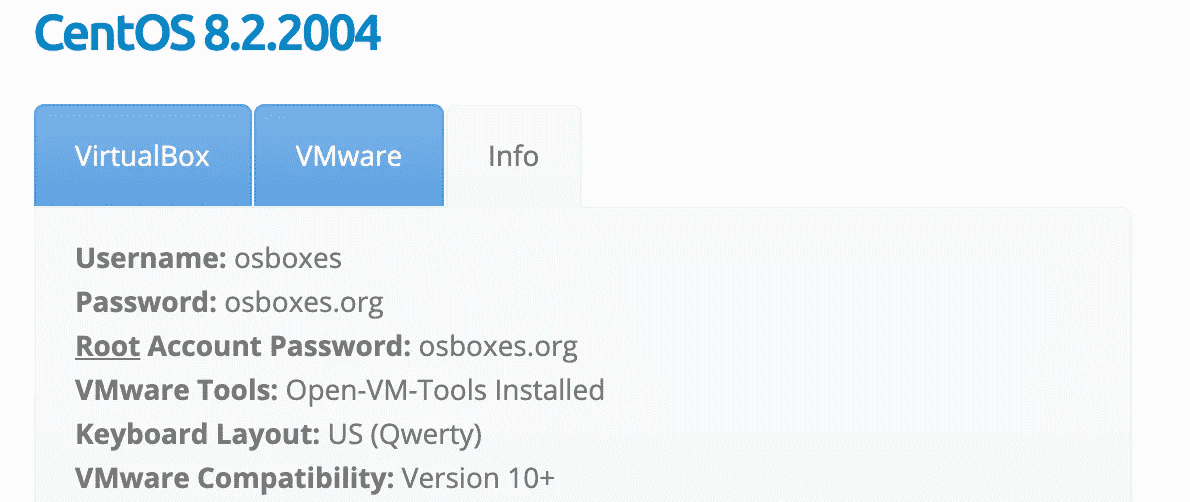 CentOS 8.2.2004
VirtualBox VMware Info
Username: osboxes
Password: osboxes.org
Root Account Password: osboxes.org
VMware Tools: Open-VM-Tools Installed
Keyboard Layout: US (Qwerty)
VMware Compatibility: Version 10+